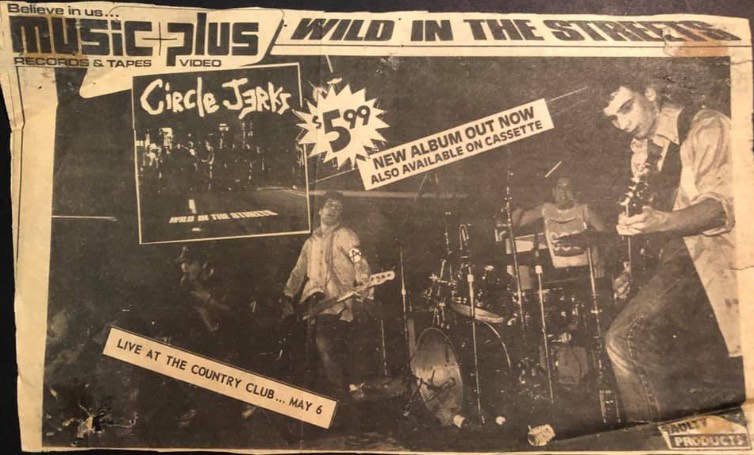 Believe in us...
music+plus
RECORDS & TAPES VIDEO
WILD IN THE STREETS
CIRCLE JERKS
$5.99
NEW ALBUM OUT NOW
ALSO AVAILABLE ON CASSETTE
WILD IN THE STREETS
LIVE AT THE COUNTRY CLUB... MAY 6
FAULTY
PRODUCTS